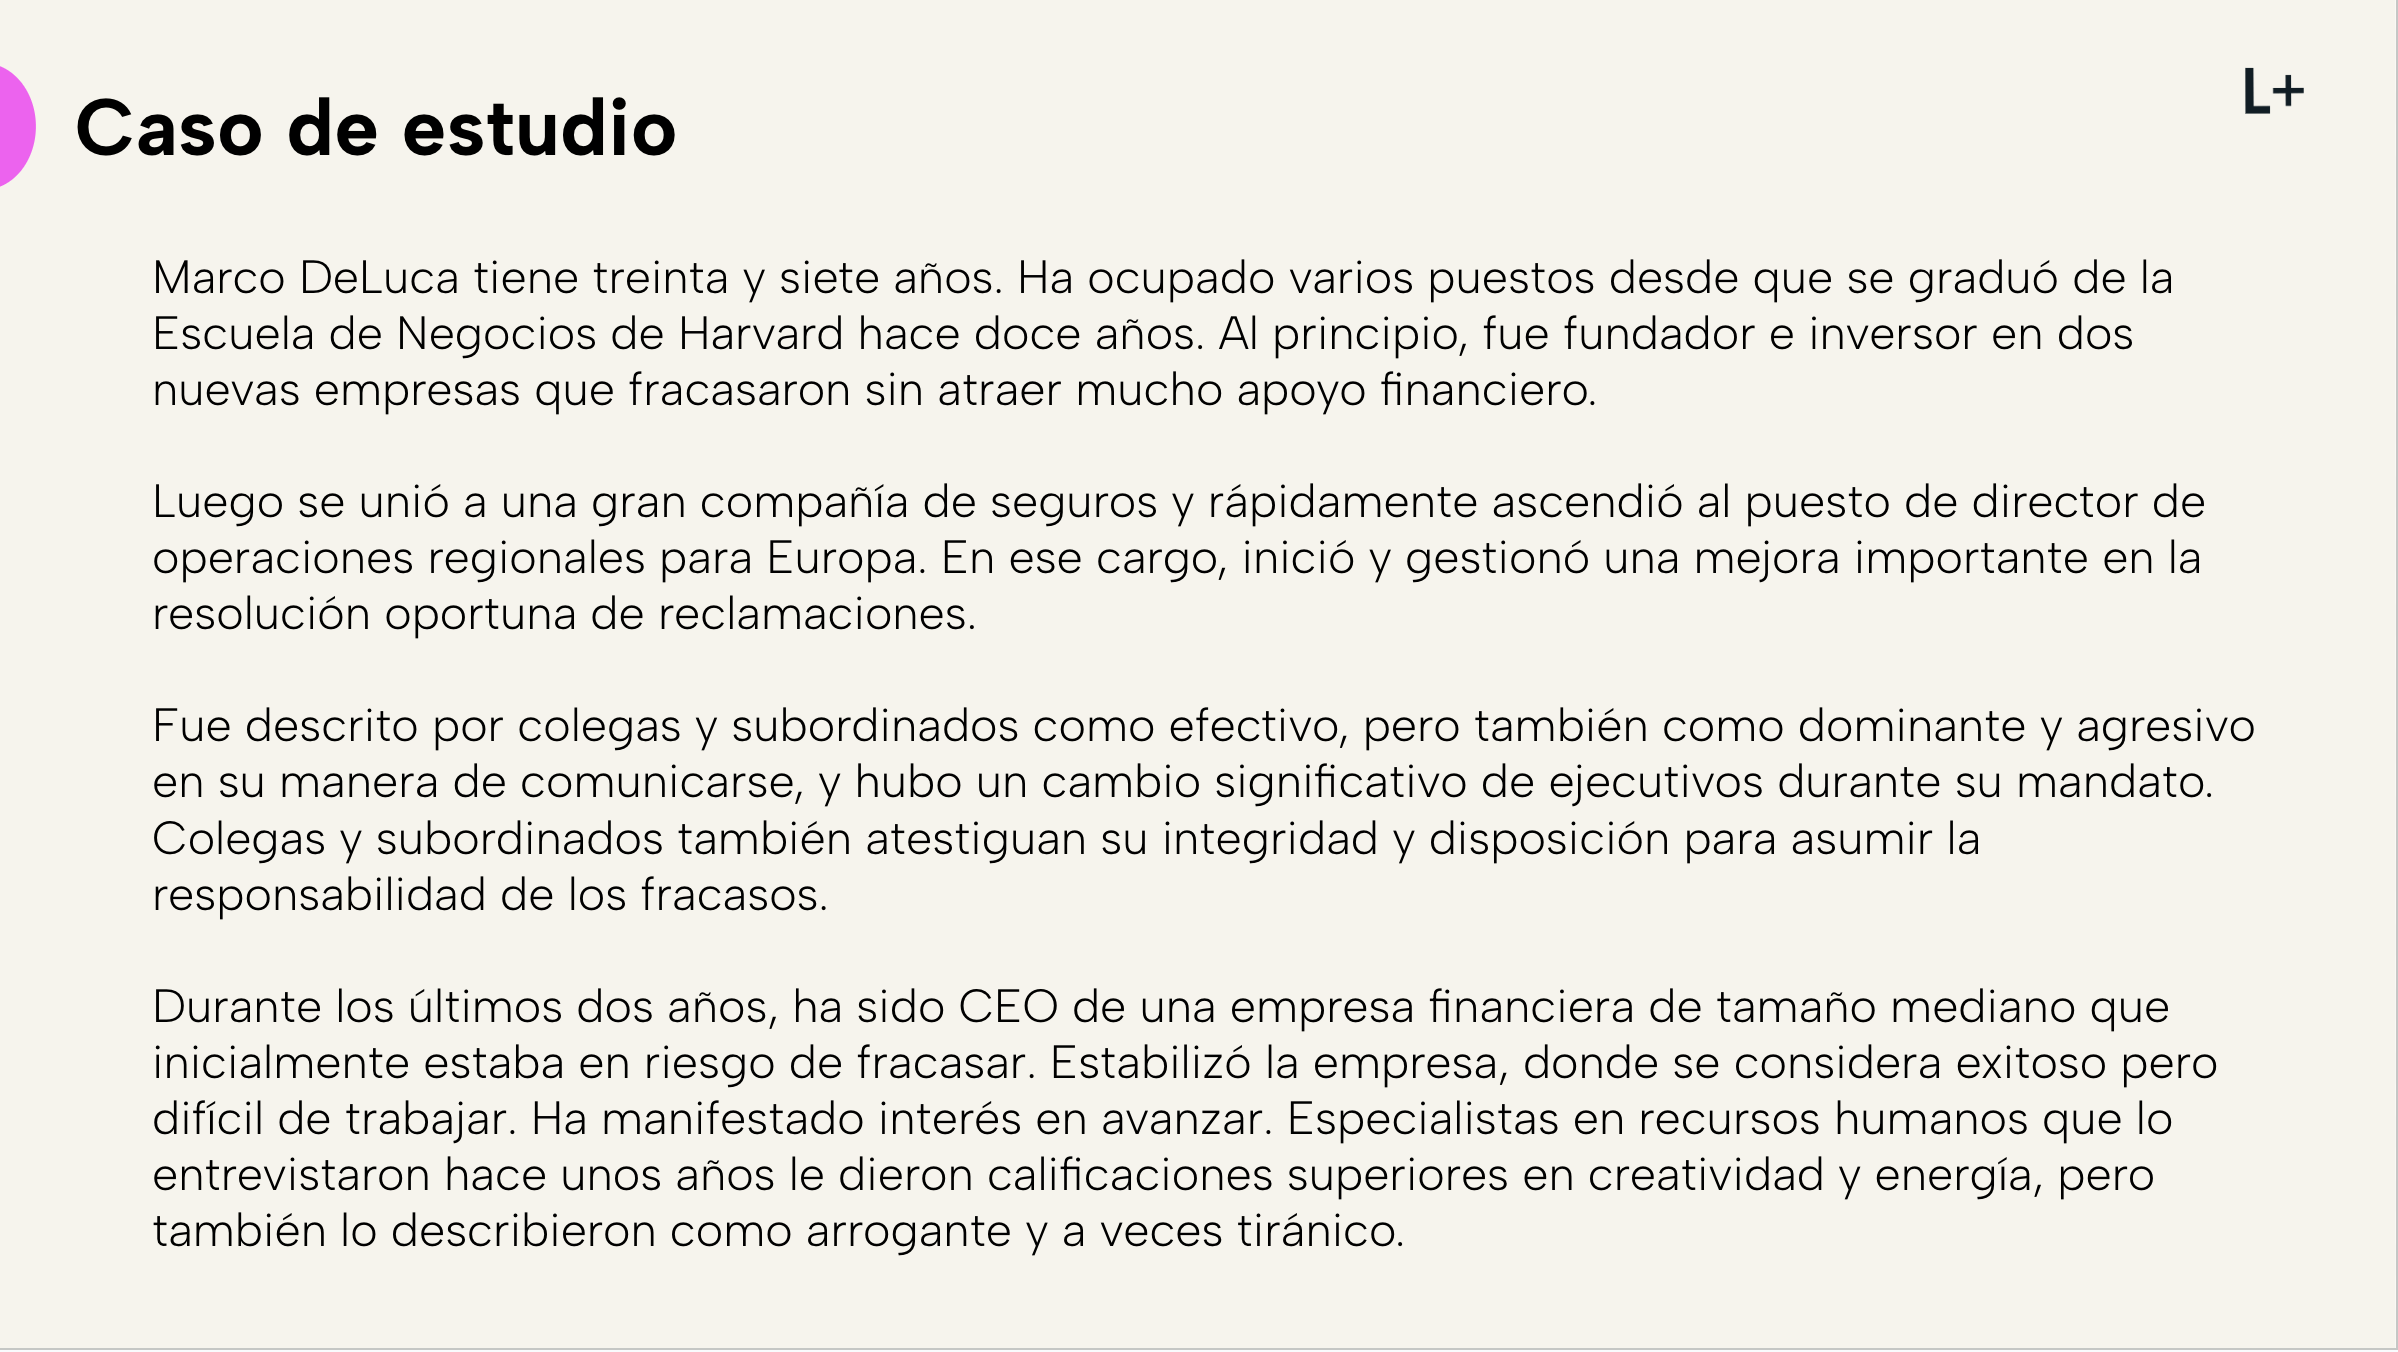 L+
Caso de estudio
Marco DeLuca tiene treinta y siete años. Ha ocupado varios puestos desde que se graduó de la
Escuela de Negocios de Harvard hace doce años. Al principio, fue fundador e inversor en dos
nuevas empresas que fracasaron sin atraer mucho apoyo financiero.
Luego se unió a una gran compañía de seguros y rápidamente ascendió al puesto de director de
operaciones regionales para Europa. En ese cargo, inició y gestionó una mejora importante en la
resolución oportuna de reclamaciones.
Fue descrito por colegas y subordinados como efectivo, pero también como dominante y agresivo
en su manera de comunicarse, y hubo un cambio significativo de ejecutivos durante su mandato.
Colegas y subordinados también atestiguan su integridad y disposición para asumir la
responsabilidad de los fracasos.
Durante los últimos dos años, ha sido CEO de una empresa financiera de tamaño mediano que
inicialmente estaba en riesgo de fracasar. Estabilizó la empresa, donde se considera exitoso pero
difícil de trabajar. Ha manifestado interés en avanzar. Especialistas en recursos humanos que lo
entrevistaron hace unos años le dieron calificaciones superiores en creatividad y energía, pero
también lo describieron como arrogante y a veces tiránico.